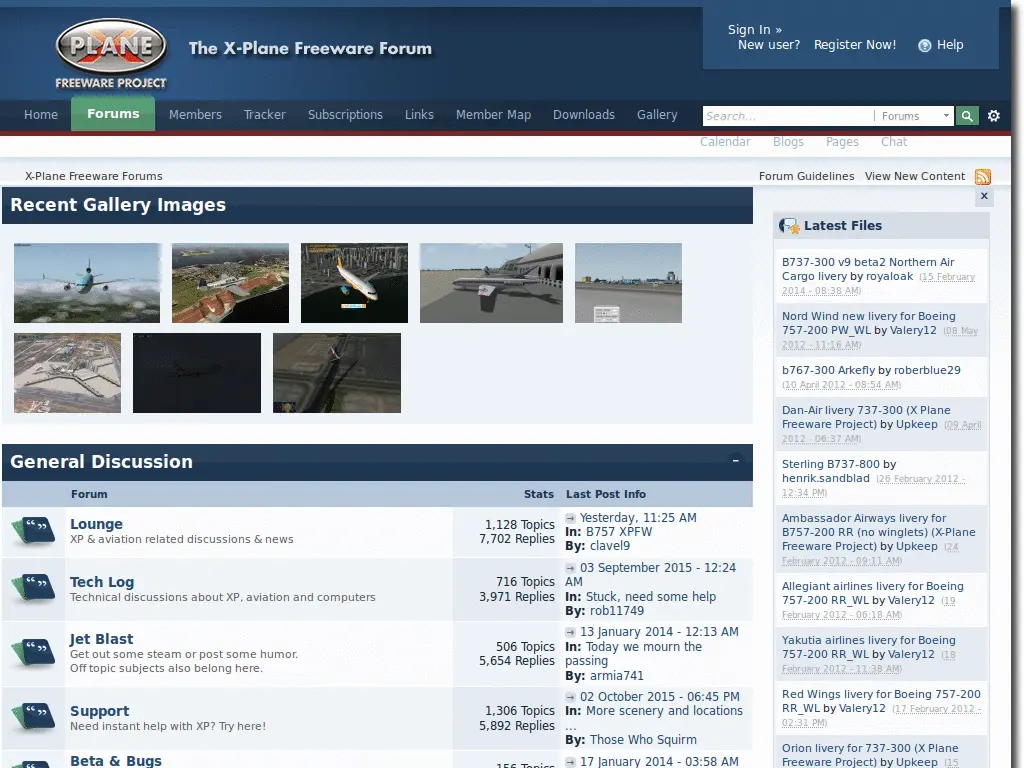 PLANE
FREEWARE PROJECT
The X-Plane Freeware Forum
Sign In »
New user? Register Now! Help
Home Forums Members Tracker Subscriptions Links Member Map Downloads Gallery
Search... Forums
Calendar Blogs Pages Chat
X-Plane Freeware Forums
Forum Guidelines View New Content
Recent Gallery Images
General Discussion
Forum Stats Last Post Info
Lounge
XP & aviation related discussions & news
1,128 Topics
7,702 Replies
Yesterday, 11:25 AM
In: B757 XPFW
By: clavel9
Tech Log
Technical discussions about XP, aviation and computers
716 Topics
3,971 Replies
03 September 2015 - 12:24
AM
In: Stuck, need some help
By: rob11749
Jet Blast
Get out some steam or post some humor.
Off topic subjects also belong here.
506 Topics
5,654 Replies
13 January 2014 - 12:13 AM
In: Today we mourn the
passing
By: armia741
Support
Need instant help with XP? Try here!
1,306 Topics
5,892 Replies
02 October 2015 - 06:45 PM
In: More scenery and locations
...
By: Those Who Squirm
Beta & Bugs
156 Topics
17 January 2014 - 03:58 AM
x
Latest Files
B737-300 v9 beta2 Northern Air
Cargo livery by royaloak (15 February
2014 - 08:38 AM)
Nord Wind new livery for Boeing
757-200 PW_WL by Valery12 (08 May
2012 - 11:16 AM)
b767-300 Arkefly by roberblue29
(10 April 2012 - 08:54 AM)
Dan-Air livery 737-300 (X Plane
Freeware Project) by Upkeep (09 April
2012 - 06:37 AM)
Sterling B737-800 by
henrik.sandblad (26 February 2012 -
12:34 PM)
Ambassador Airways livery for
B757-200 RR (no winglets) (X-Plane
Freeware Project) by Upkeep (24
February 2012 - 09:11 AM)
Allegiant airlines livery for Boeing
757-200 RR_WL by Valery12 (19
February 2012 - 06:18 AM)
Yakutia airlines livery for Boeing
757-200 RR_WL by Valery12 (18
February 2012 - 11:38 AM)
Red Wings livery for Boeing 757-200
RR_WL by Valery12 (17 February 2012 -
02:31 PM)
Orion livery for 737-300 (X Plane
Freeware Project) by Upkeep (15